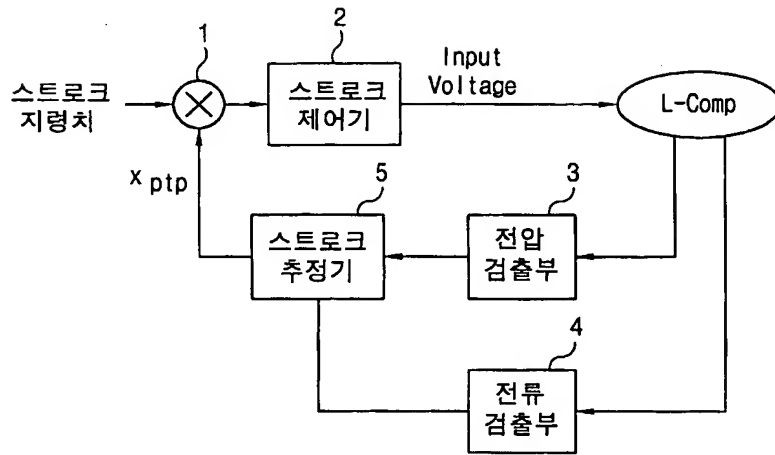 1
2
스트로크
지령치
스트로크
제어기
Input
Voltage
L-Comp
x ptp
5
스트로크
추정기
3
전압
검출부
4
전류
검출부